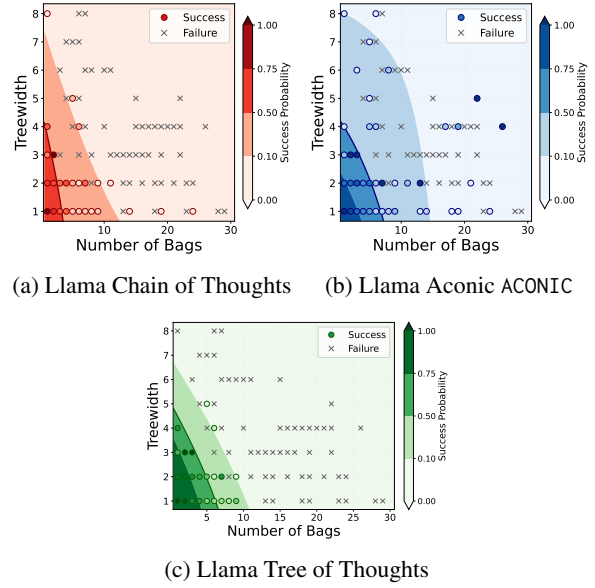 8
7
6
5
4
3
2
1
Treewidth
0
10
20
30
Number of Bags
Success
Failure
1.00
0.75
0.50
0.10
0.00
Success Probability
(a) Llama Chain of Thoughts
8
7
6
5
4
3
2
1
Treewidth
0
10
20
30
Number of Bags
Success
Failure
1.00
0.75
0.50
0.10
0.00
Success Probability
(b) Llama Aconic ACONIC
8
7
6
5
4
3
2
1
Treewidth
5
10
15
20
25
30
Number of Bags
Success
Failure
1.00
0.75
0.50
0.10
0.00
Success Probability
(c) Llama Tree of Thoughts